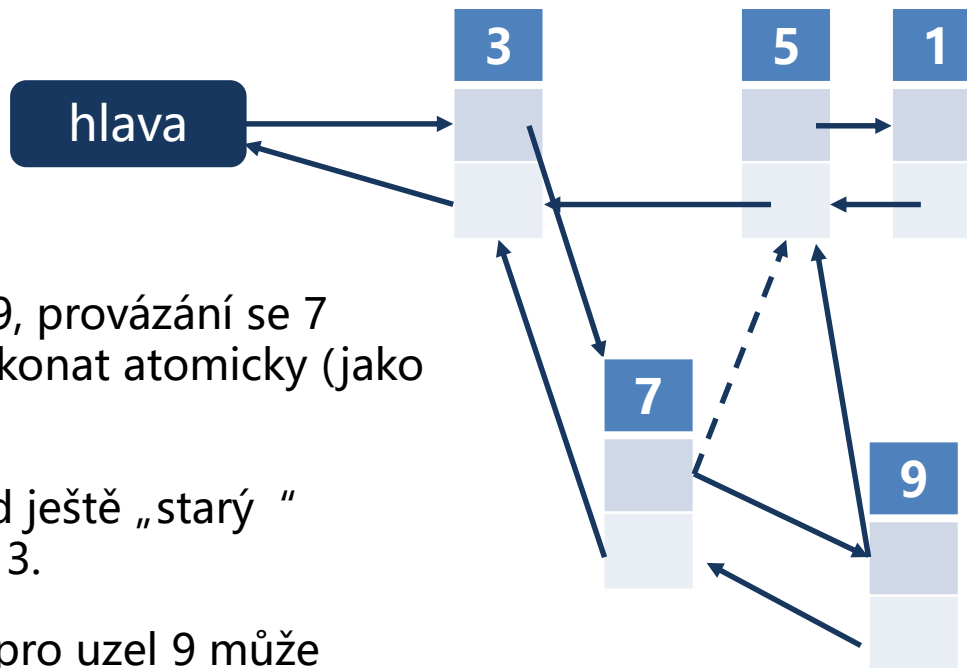 3 5 1
hlava
9, provázání se 7
konat atomicky (jako
7
d ještě „starý “
9
3.
pro uzel 9 může